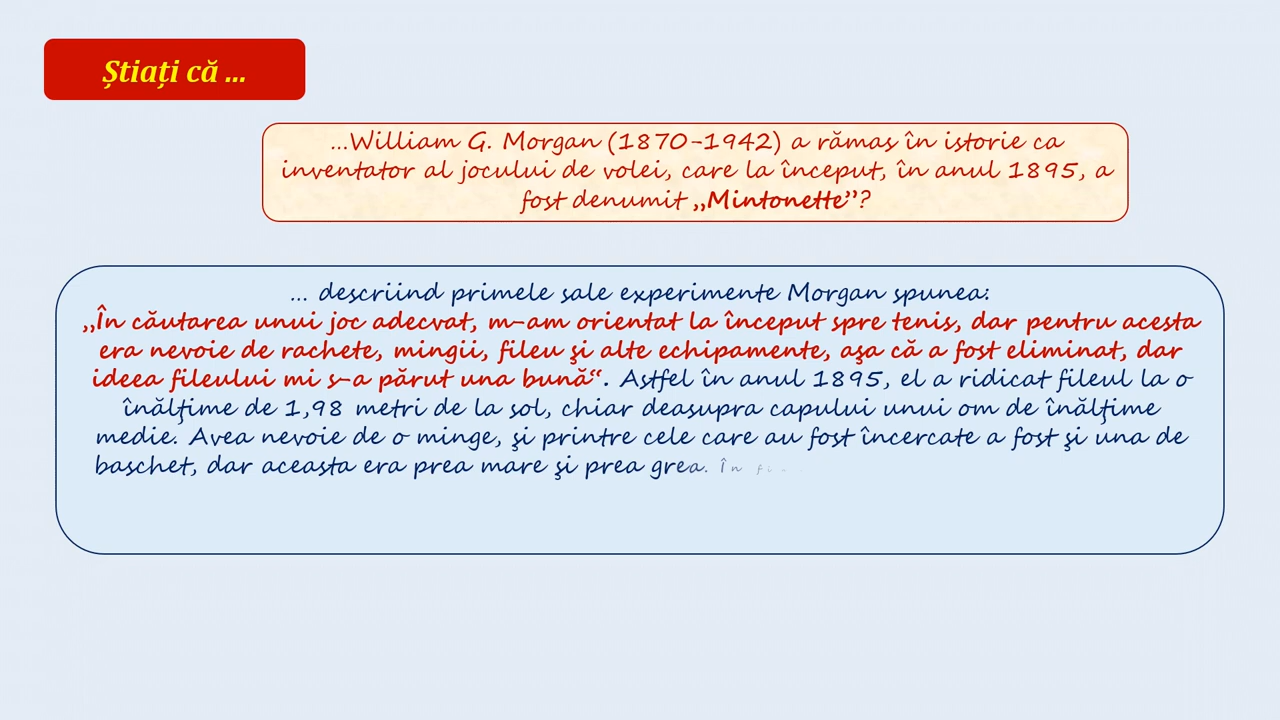 Știați că ...
...William G. Morgan (1870-1942) a rămas în istorie ca
inventator al jocului de volei, care la început, în anul 1895, a
fost denumit „Mintonette”?
... descriind primele sale experimente Morgan spunea:
„În căutarea unui joc adecvat, m-am orientat la început spre tenis, dar pentru acesta
era nevoie de rachete, mingii, fileu şi alte echipamente, aşa că a fost eliminat, dar
ideea fileului mi s-a părut una bună“. Astfel în anul 1895, el a ridicat fileul la o
înălţime de 1,98 metri de la sol, chiar deasupra capului unui om de înălţime
medie. Avea nevoie de o minge, şi printre cele care au fost încercate a fost şi una de
baschet, dar aceasta era prea mare şi prea grea. În